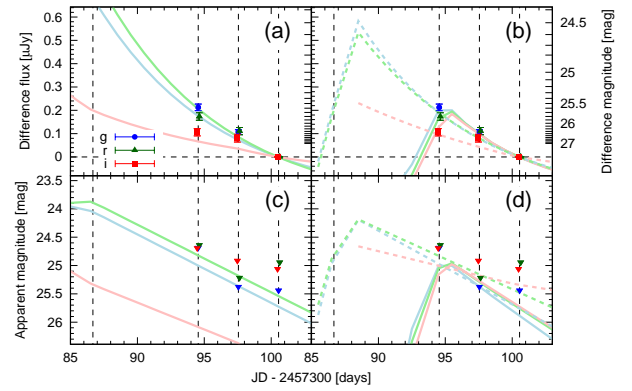 0.6
0.5
0.4
0.3
0.2
0.1
0
Difference flux [μJy]
(a)
g
r
i
(b)
24.5
25
25.5
26
27
Difference magnitude [mag]
23.5
24
24.5
25
25.5
26
Apparent magnitude [mag]
(c)
(d)
85 90 95 100 85 90 95 100
JD - 2457300 [days]